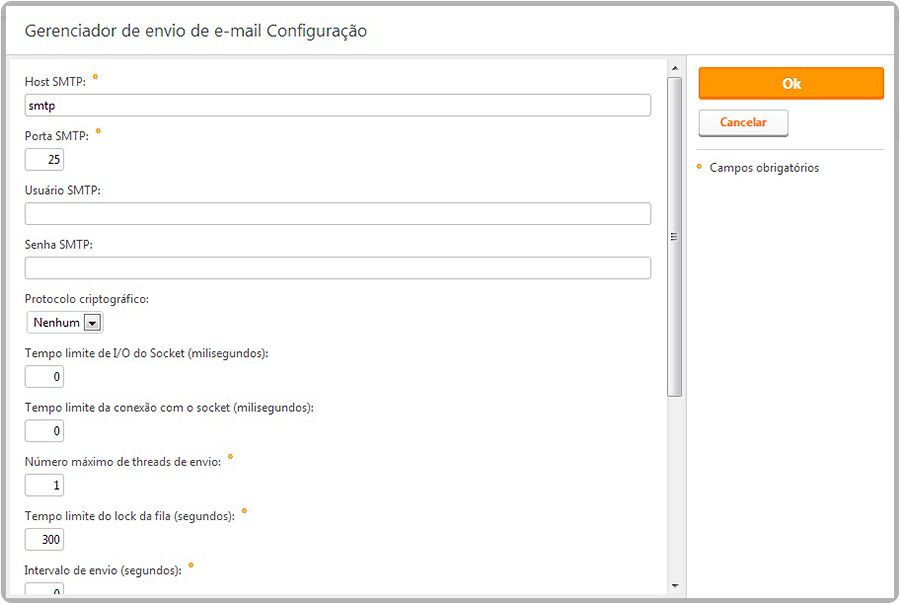 Gerenciador de envio de e-mail Configuração
Host SMTP: *
smtp
Porta SMTP: *
25
Usuário SMTP:
Senha SMTP:
Protocolo criptográfico:
Nenhum
Tempo limite de I/O do Socket (milisegundos):
0
Tempo limite da conexão com o socket (milisegundos):
0
Número máximo de threads de envio: *
1
Tempo limite do lock da fila (segundos): *
300
Intervalo de envio (segundos): *
0
Ok
Cancelar
* Campos obrigatórios